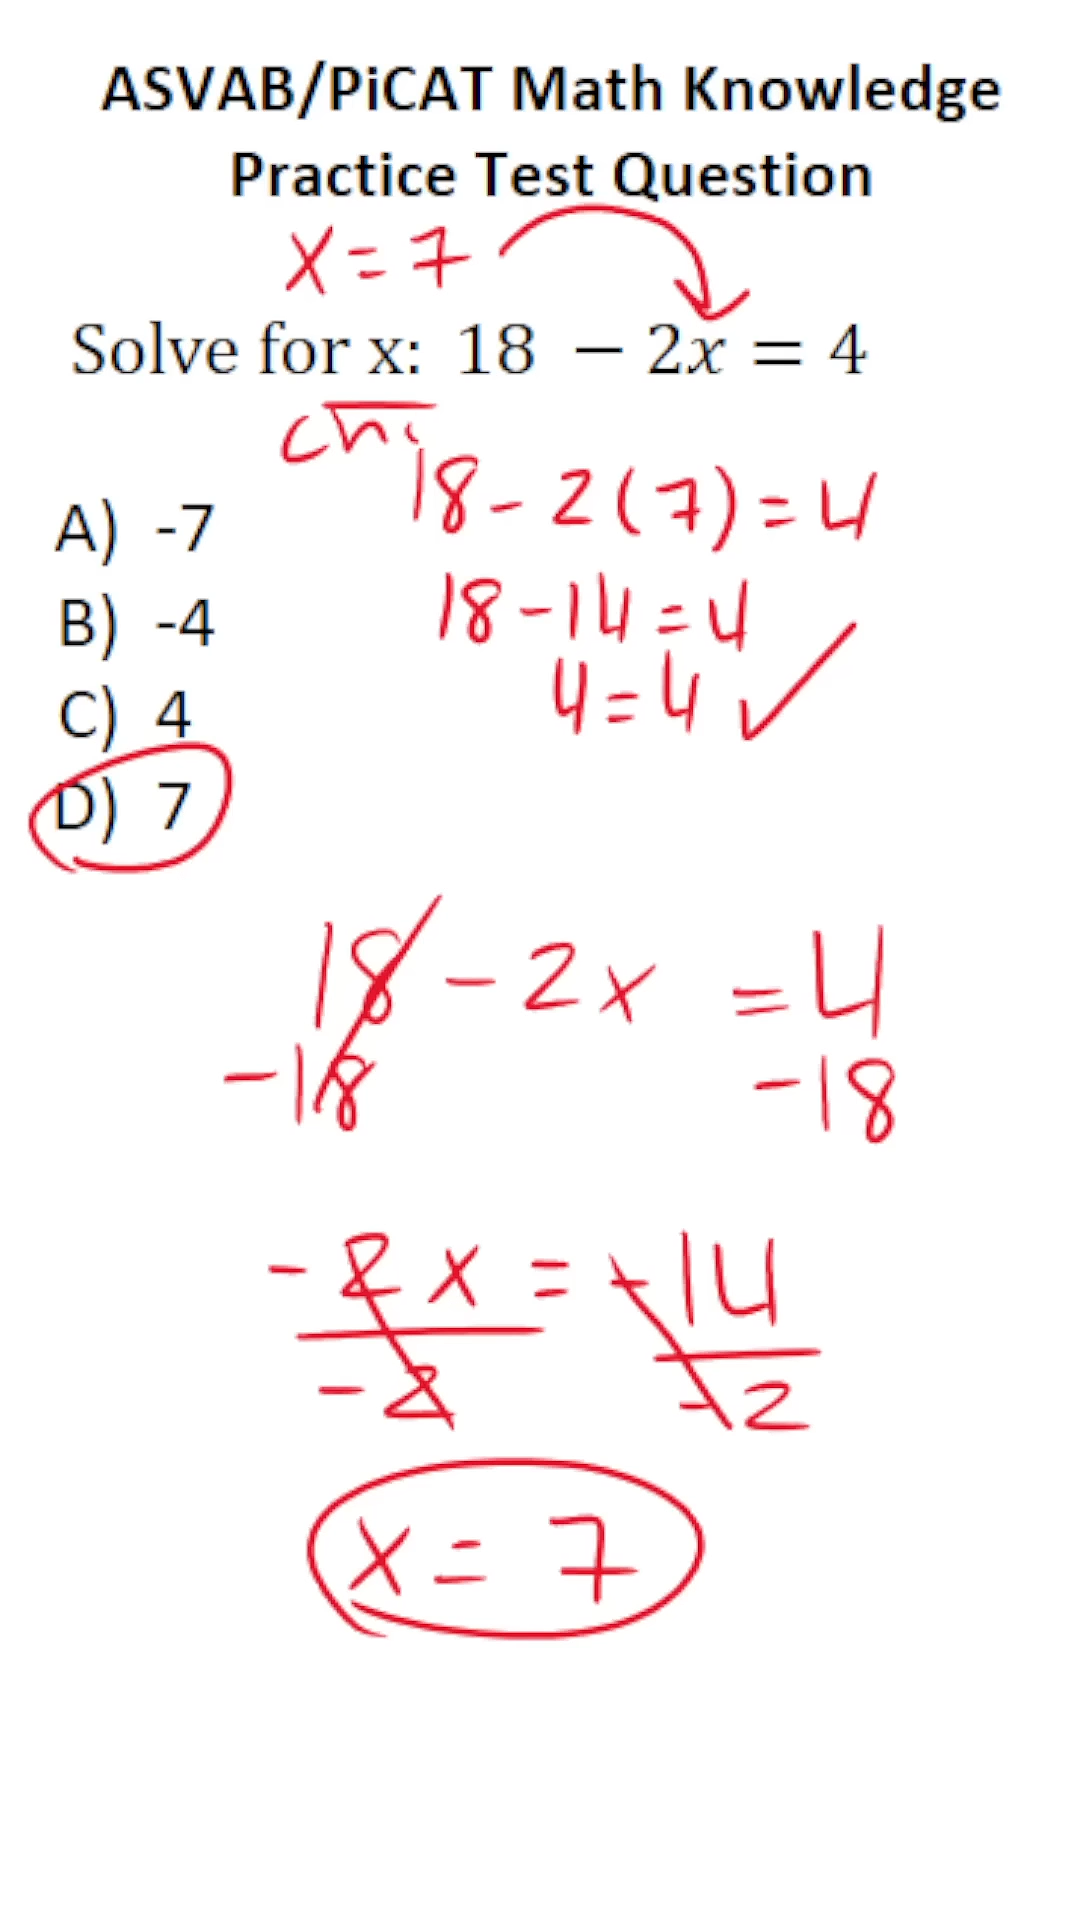 ASVAB/PiCAT Math Knowledge
Practice Test Question
x = 7
Solve for x: 18 − 2x = 4
chi
18 - 2(7) = 4
A) -7
18 - 14 = 4
B) -4
4 = 4 ✓
C) 4
D) 7
18 - 2x = 4
-18 -18
-2x = -14
-2 -2
x = 7